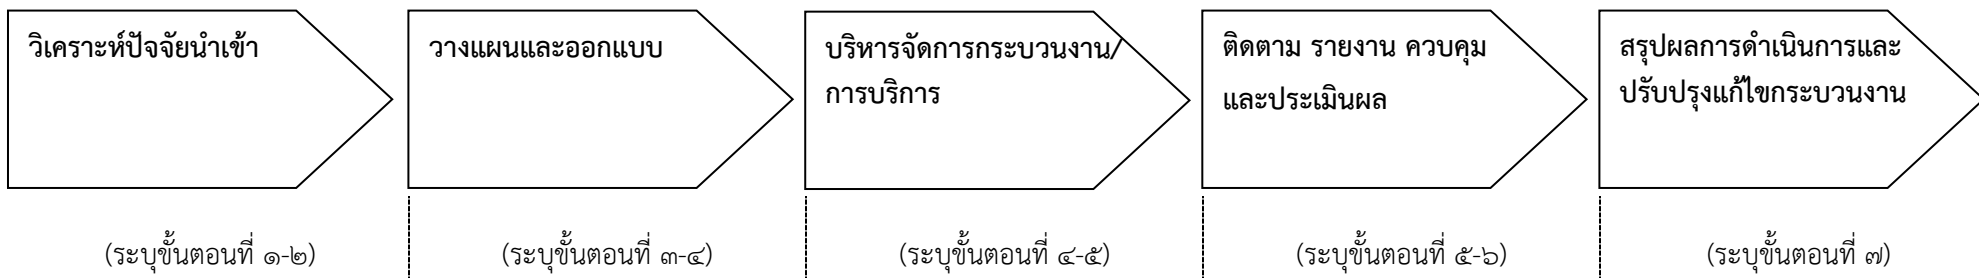 วิเคราะห์ปัจจัยนำเข้า
วางแผนและออกแบบ
บริหารจัดการกระบวนงาน/
การบริการ
ติดตาม รายงาน ควบคุม
และประเมินผล
สรุปผลการดำเนินการและ
ปรับปรุงแก้ไขกระบวนงาน
(ระบุขั้นตอนที่ ๑-๒)
(ระบุขั้นตอนที่ ๓-๔)
(ระบุขั้นตอนที่ ๔-๕)
(ระบุขั้นตอนที่ ๕-๖)
(ระบุขั้นตอนที่ ๗)